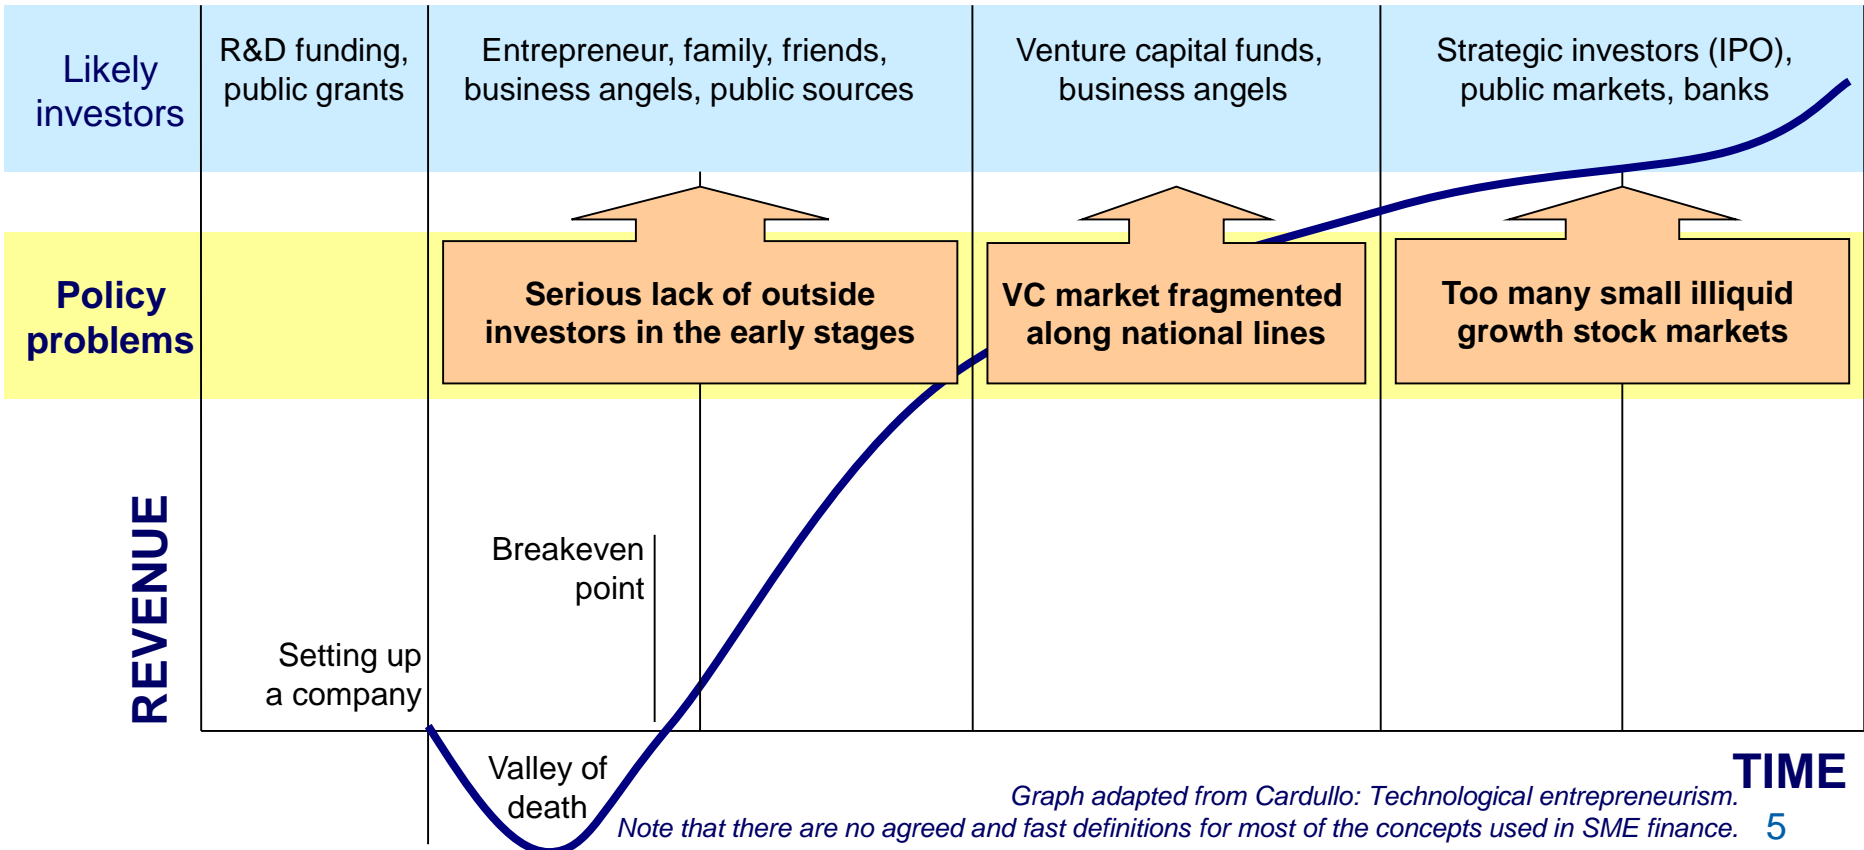 Likely
investors
R&D funding,
public grants
Entrepreneur, family, friends,
business angels, public sources
Venture capital funds,
business angels
Strategic investors (IPO),
public markets, banks
Policy
problems
Serious lack of outside
investors in the early stages
VC market fragmented
along national lines
Too many small illiquid
growth stock markets
REVENUE
Breakeven
point
Setting up
a company
Valley of
death
TIME
Graph adapted from Cardullo: Technological entrepreneurism.
Note that there are no agreed and fast definitions for most of the concepts used in SME finance.
5